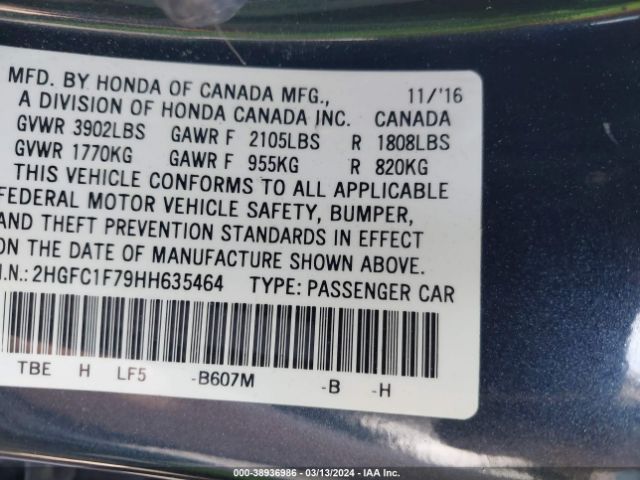 MFD. BY HONDA OF CANADA MFG., 11/'16
A DIVISION OF HONDA CANADA INC. CANADA
GVWR 3902LBS GAWR F 2105LBS R 1808LBS
GVWR 1770KG GAWR F 955KG R 820KG
THIS VEHICLE CONFORMS TO ALL APPLICABLE
FEDERAL MOTOR VEHICLE SAFETY, BUMPER,
AND THEFT PREVENTION STANDARDS IN EFFECT
ON THE DATE OF MANUFACTURE SHOWN ABOVE.
I.N.: 2HGFC1F79HH635464 TYPE: PASSENGER CAR
TBE H LF5 -B607M -B -H
000-38936986 - 03/13/2024 - IAA Inc.